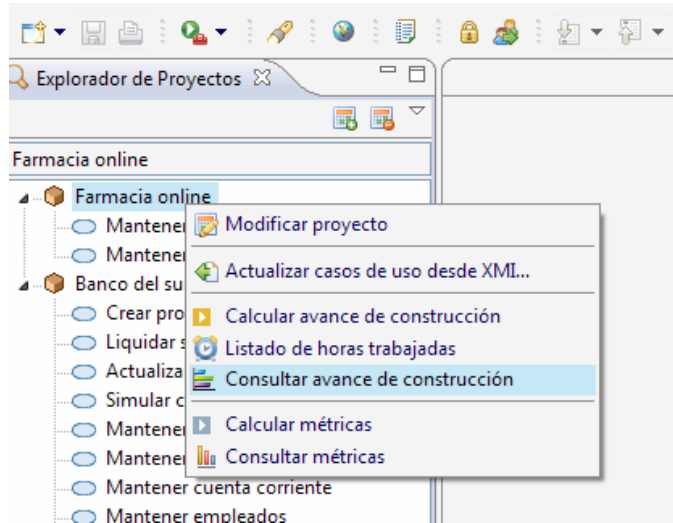 Explorador de Proyectos
Farmacia online
Farmacia online
Mantener
Mantener
Banco del su
Crear pro
Liquidar s
Actualiza
Simular c
Mantener
Mantener
Mantener cuenta corriente
Mantener empleados
Modificar proyecto
Actualizar casos de uso desde XMI...
Calcular avance de construcción
Listado de horas trabajadas
Consultar avance de construcción
Calcular métricas
Consultar métricas